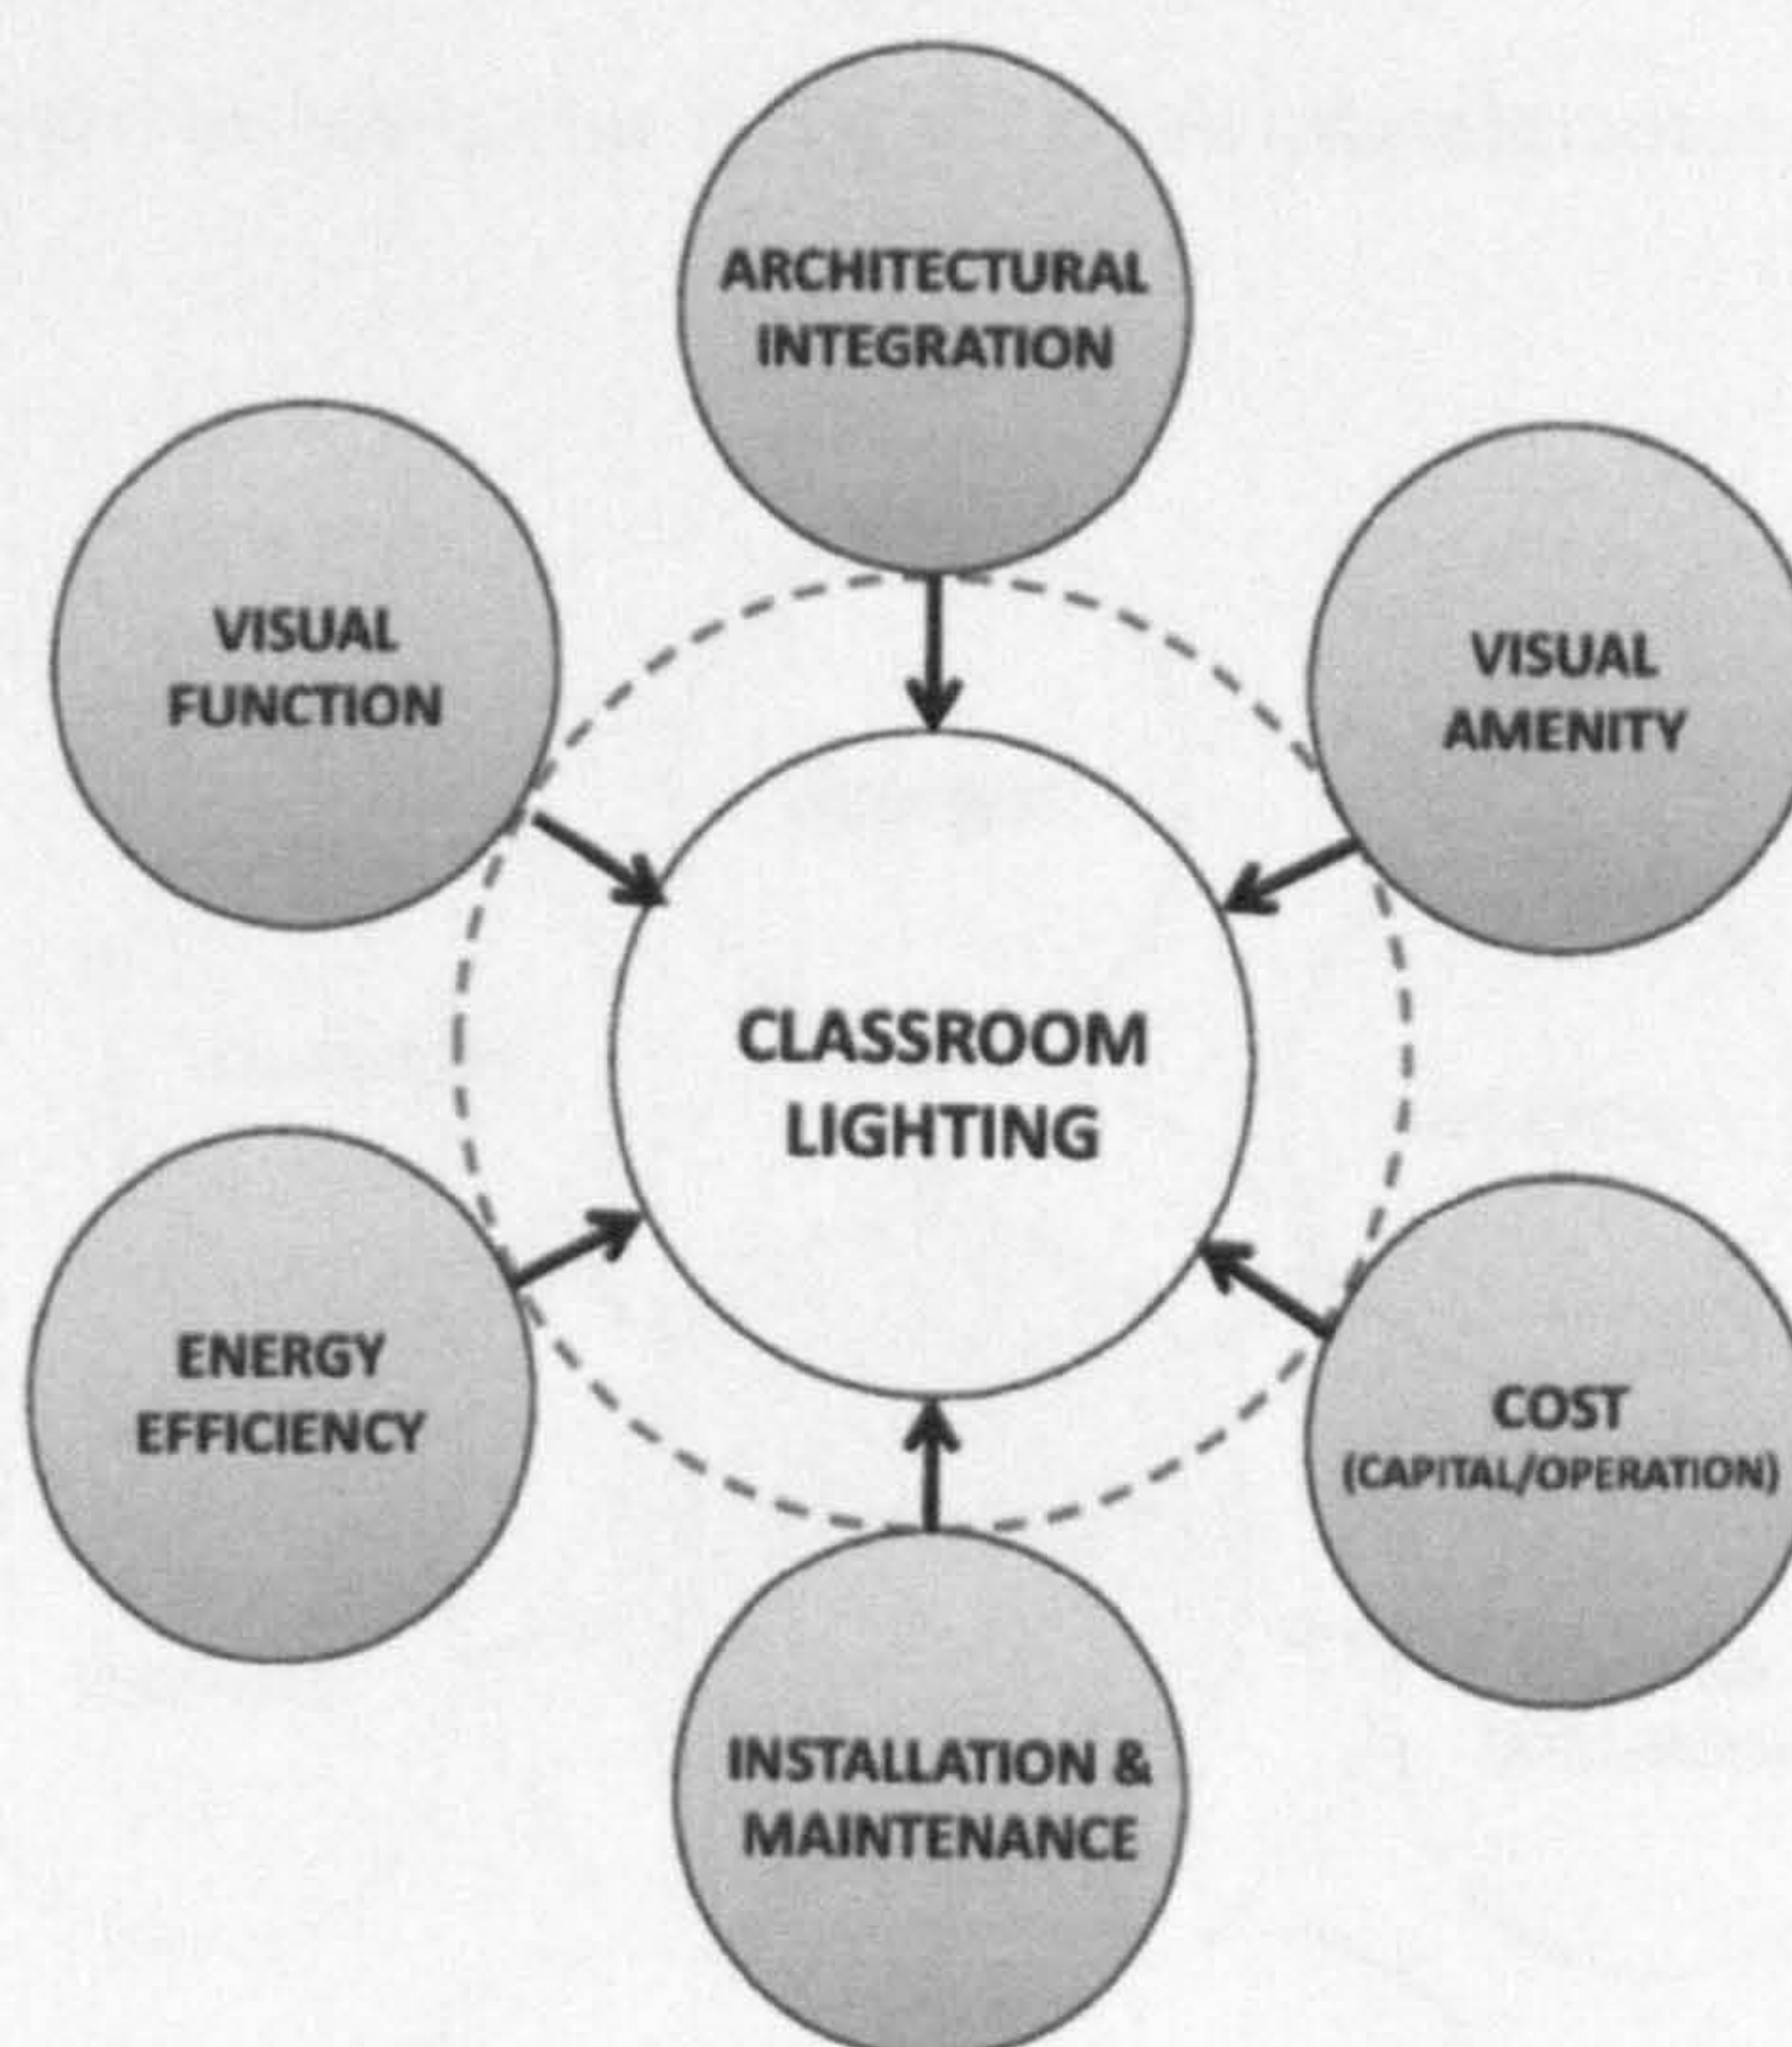 ARCHITECTURAL
INTEGRATION
VISUAL
FUNCTION
VISUAL
AMENITY
CLASSROOM
LIGHTING
ENERGY
EFFICIENCY
COST
(CAPITAL/OPERATION)
INSTALLATION &
MAINTENANCE